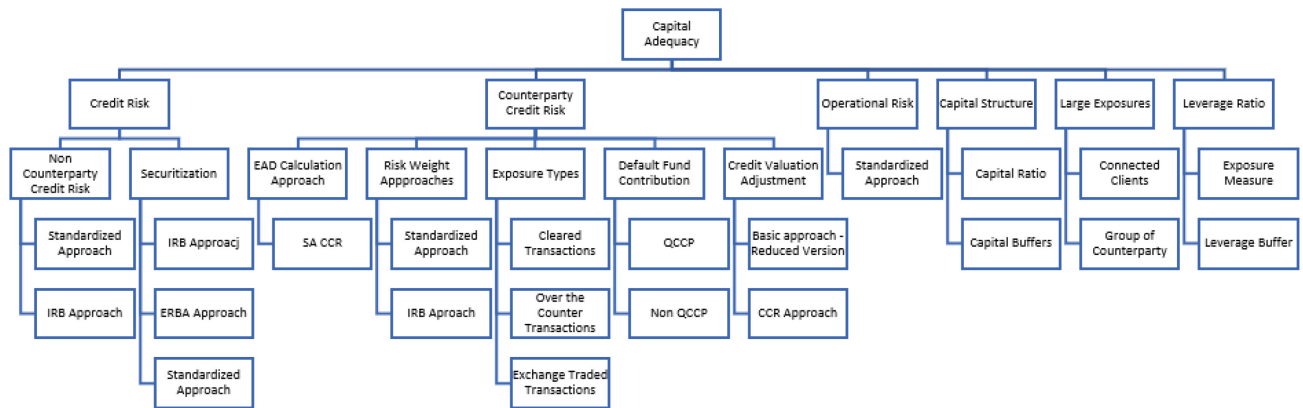 Capital
Adequacy
Credit Risk
Counterparty
Credit Risk
Operational Risk
Capital Structure
Large Exposures
Leverage Ratio
Non
Counterparty
Credit Risk
Securitization
EAD Calculation
Approach
Risk Weight
Appproaches
Exposure Types
Default Fund
Contribution
Credit Valuation
Adjustment
Standardized
Approach
Capital Ratio
Connected
Clients
Exposure
Measure
Standardized
Approach
IRB Approacj
SA CCR
Standardized
Approach
Cleared
Transactions
QCCP
Basic approach -
Reduced Version
Capital Buffers
Group of
Counterparty
Leverage Buffer
IRB Approach
ERBA Approach
IRB Aproach
Over the
Counter
Transactions
Non QCCP
CCR Approach
Standardized
Approach
Exchange Traded
Transactions